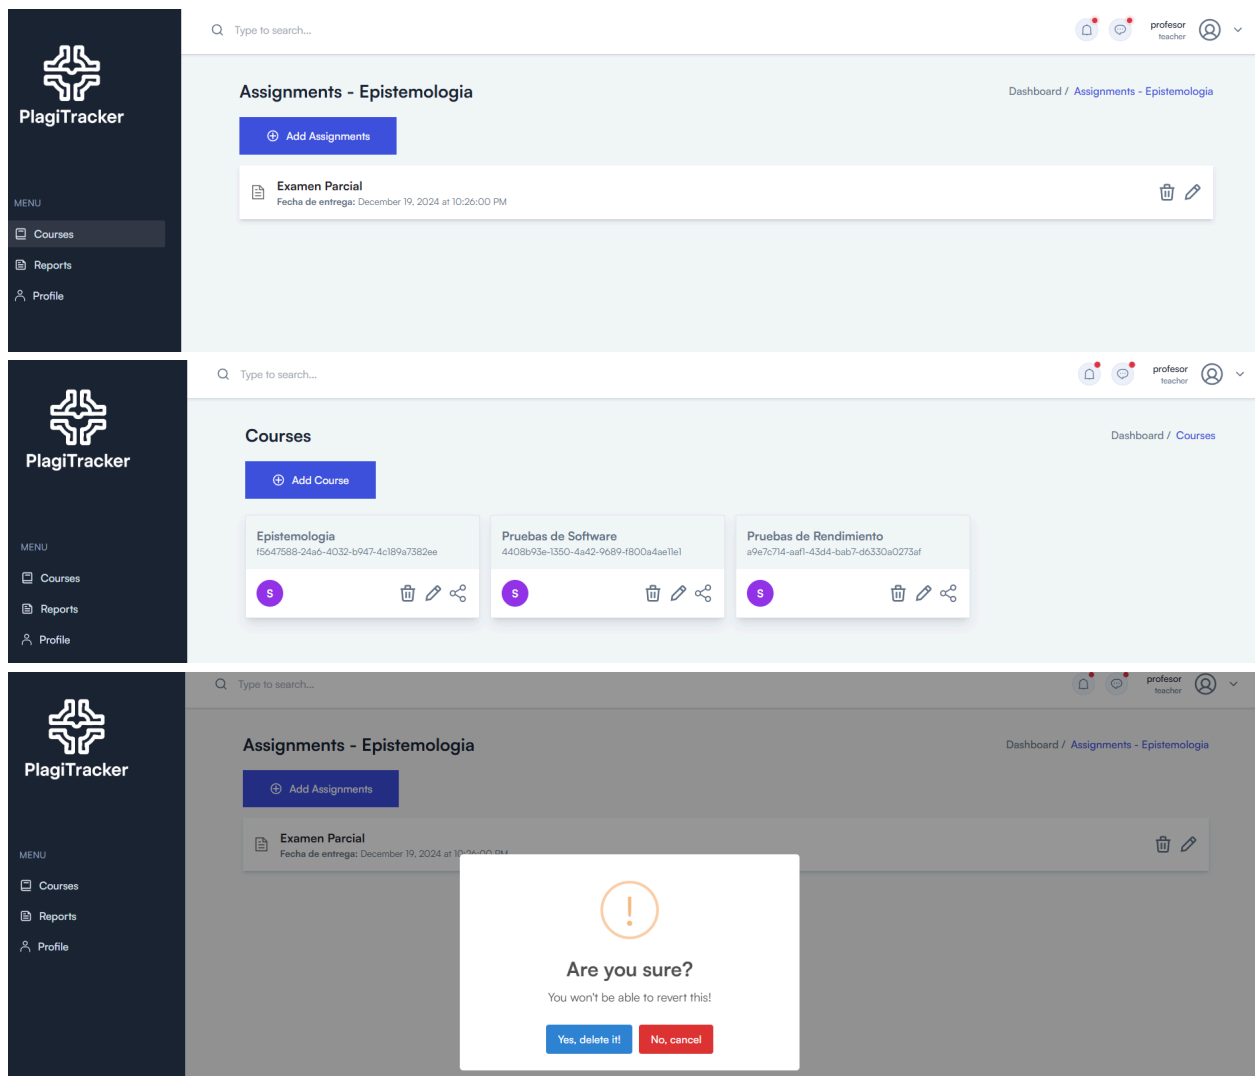 Type to search...
profesor
teacher
PlagiTracker
Assignments - Epistemologia
Dashboard / Assignments - Epistemologia
Add Assignments
Examen Parcial
Fecha de entrega: December 19, 2024 at 10:26:00 PM
MENU
Courses
Reports
Profile
Type to search...
profesor
teacher
PlagiTracker
Courses
Dashboard / Courses
Add Course
Epistemologia
f5647588-24a6-4032-b947-4c189a7382ee
S
Pruebas de Software
4408b93e-1350-4a42-9689-f800a4ae11e1
S
Pruebas de Rendimiento
a9e7c714-aaf1-43d4-bab7-d6330a0273af
S
MENU
Courses
Reports
Profile
Type to search...
profesor
teacher
PlagiTracker
Assignments - Epistemologia
Dashboard / Assignments - Epistemologia
Add Assignments
Examen Parcial
Fecha de entrega: December 19, 2024 at 10:26:00 PM
MENU
Courses
Reports
Profile
Are you sure?
You won't be able to revert this!
Yes, delete it!
No, cancel